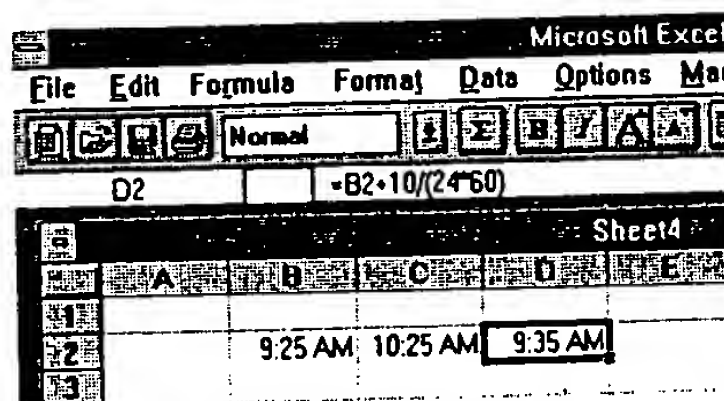 Microsoft Excel
File Edit Formula Format Data Options
Normal Σ B I A A
D2 =B2+10/(24*60)
Sheet4
A B C D E
1
2 9:25 AM 10:25 AM 9:35 AM
3